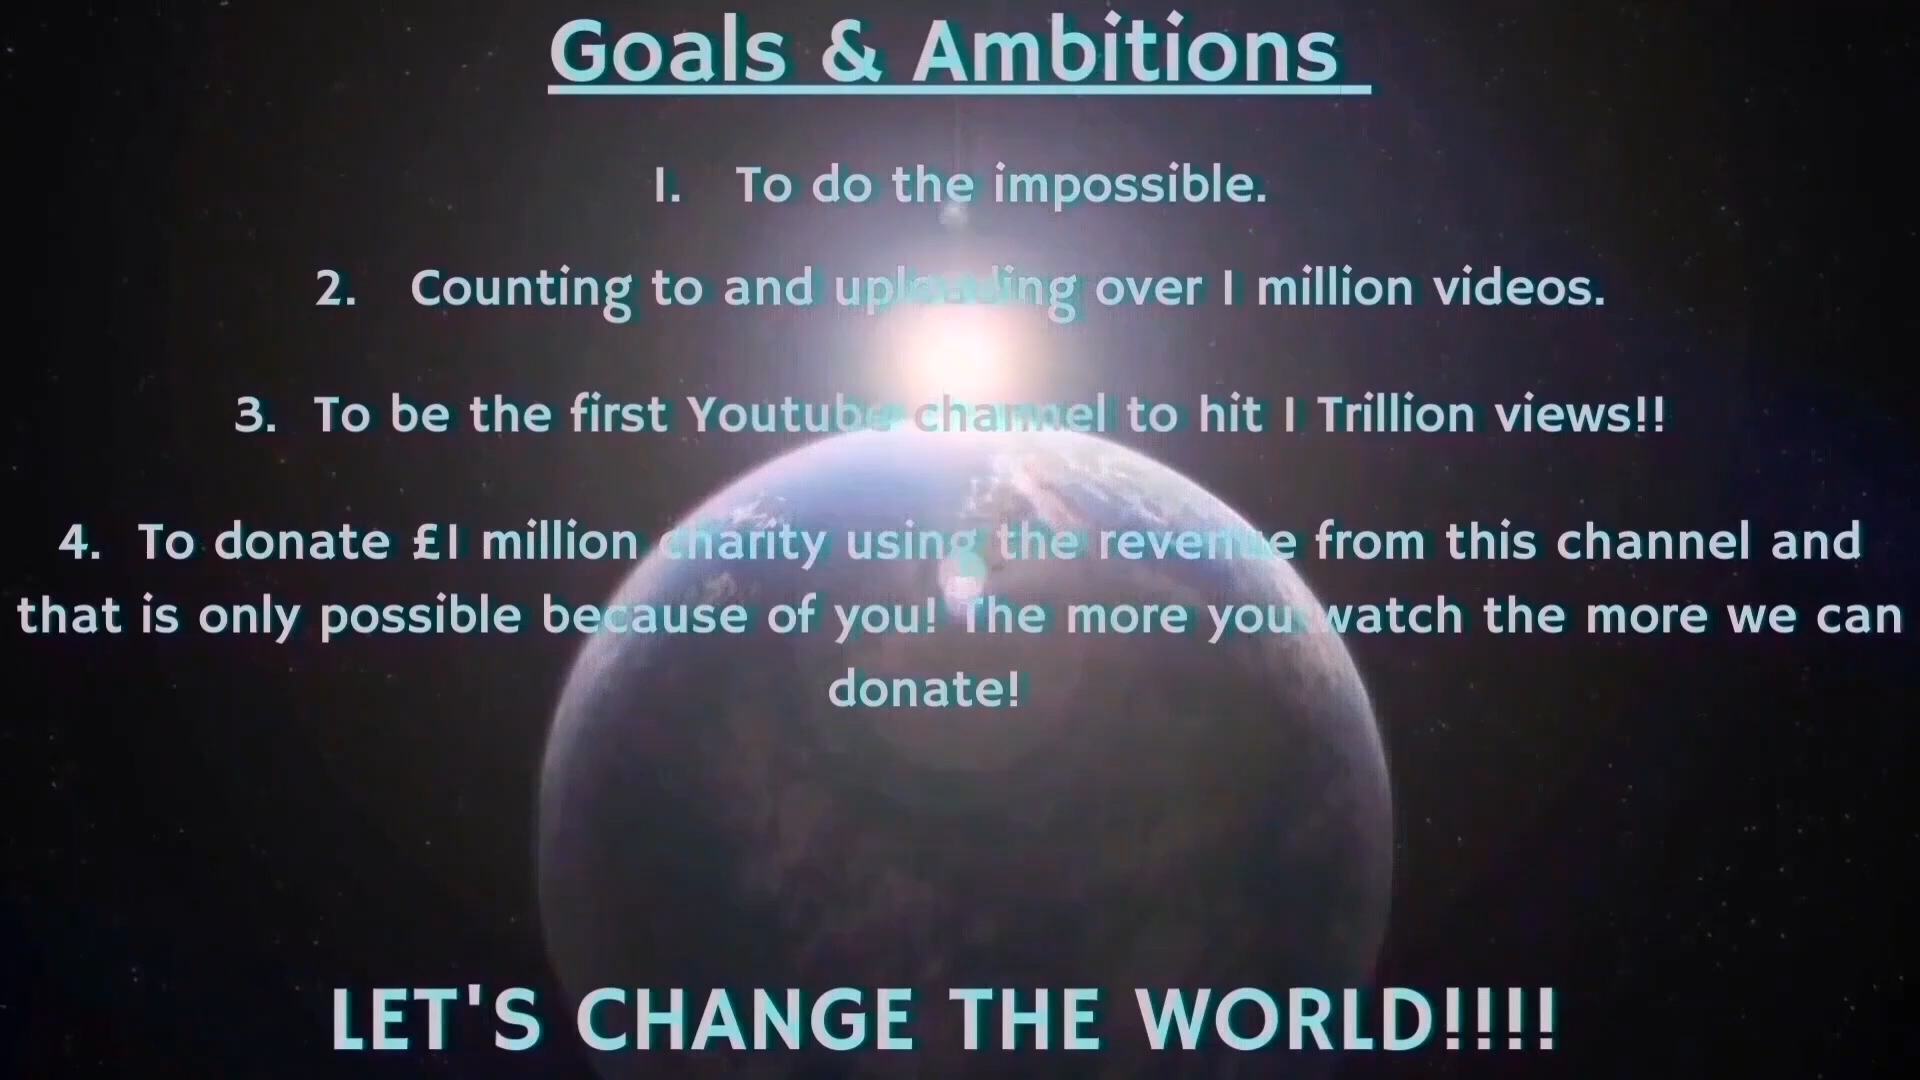 Goals & Ambitions
1. To do the impossible.
2. Counting to and uploading over 1 million videos.
3. To be the first Youtube channel to hit 1 Trillion views!!
4. To donate £1 million charity using the revenue from this channel and
that is only possible because of you! The more you watch the more we can
donate!
LET'S CHANGE THE WORLD!!!!